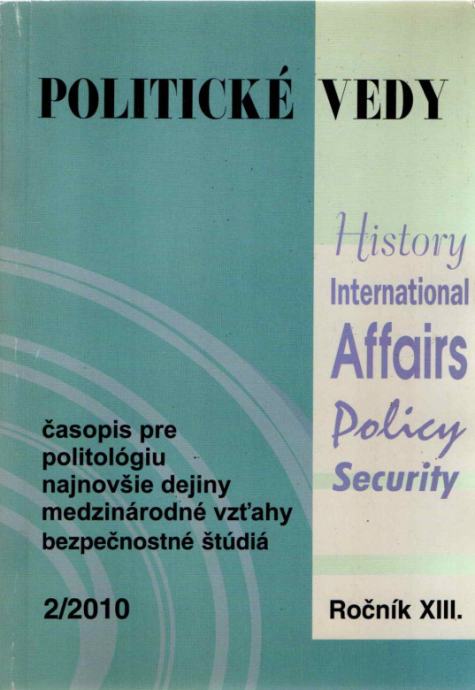 POLITICKÉ VEDY
History
International
Affairs
Policy
Security
časopis pre
politológiu
najnovšie dejiny
medzinárodné vzťahy
bezpečnostné štúdiá
2/2010
Ročník XIII.